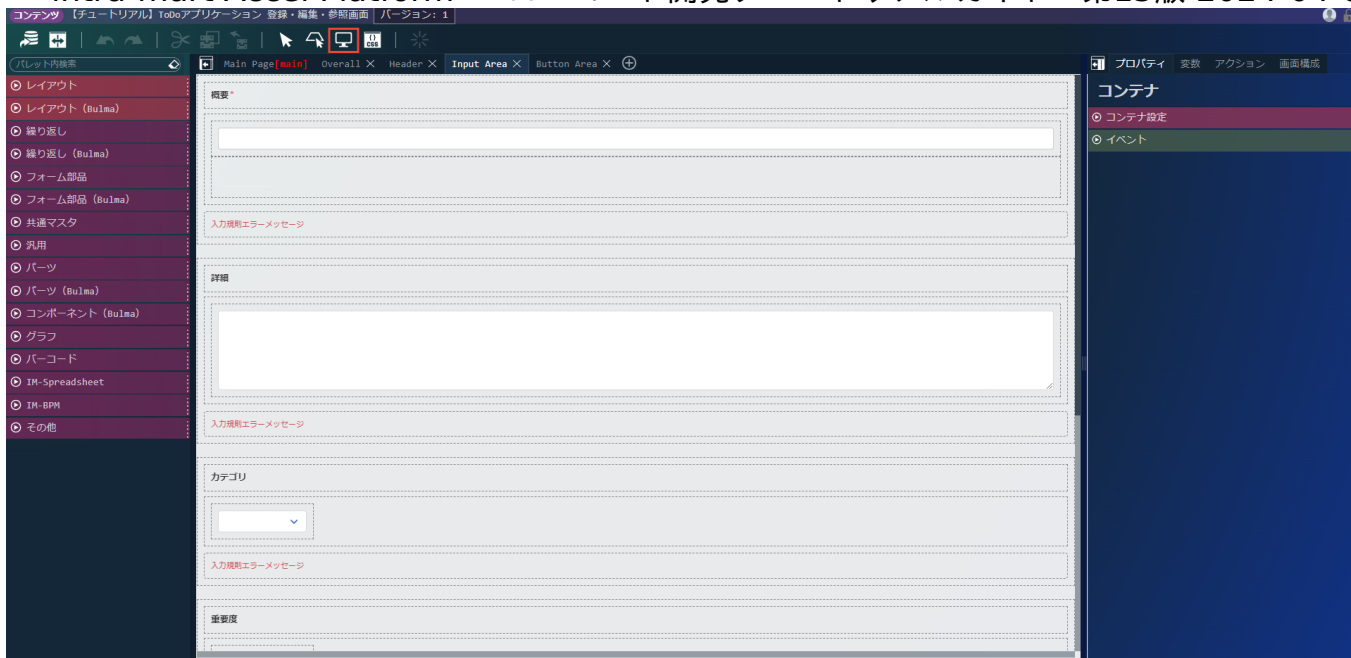 コンテンツ 【チュートリアル】ToDoアプリケーション 登録・編集・参照画面 バージョン: 1
CSS
パレット内検索
Main Page[main] Overall Header Input Area Button Area
プロパティ 変数 アクション 画面構成
レイアウト
レイアウト (Bulma)
繰り返し
繰り返し (Bulma)
フォーム部品
フォーム部品 (Bulma)
共通マスタ
汎用
パーツ
パーツ (Bulma)
コンポーネント (Bulma)
グラフ
バーコード
IM-Spreadsheet
IM-BPM
その他
概要*
入力規則エラーメッセージ
詳細
入力規則エラーメッセージ
カテゴリ
入力規則エラーメッセージ
重要度
コンテナ
コンテナ設定
イベント